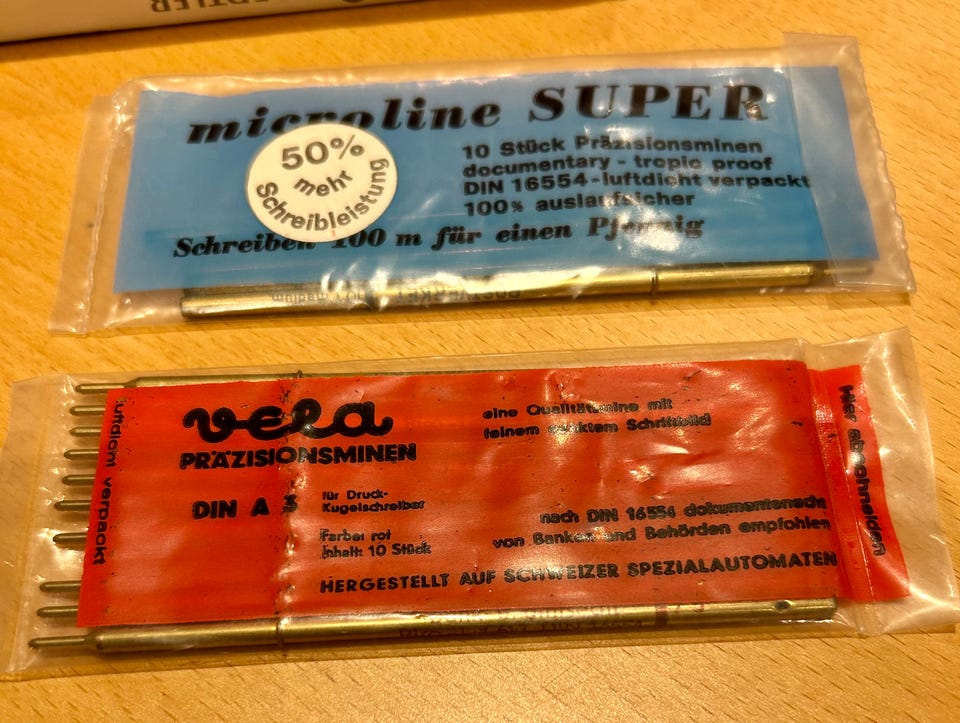 microline SUPER
50%
mehr
Schreibleistung
10 Stück Präzisionsminen
documentary - tropic proof
DIN 16554 - luftdicht verpackt
100% auslaufsicher
Schreiben m für einen Pfennig
luftdicht verpackt
vela
PRÄZISIONSMINEN
eine Qualitätsmine mit
feinem exaktem Schriftbild
DIN A 3
für Druck-
Kugelschreiber
Farbe: rot
Inhalt: 10 Stück
nach DIN 16554 dokumentenecht
von Banken und Behörden empfohlen
HERGESTELLT AUF SCHWEIZER SPEZIALAUTOMATEN
Hier abschneiden